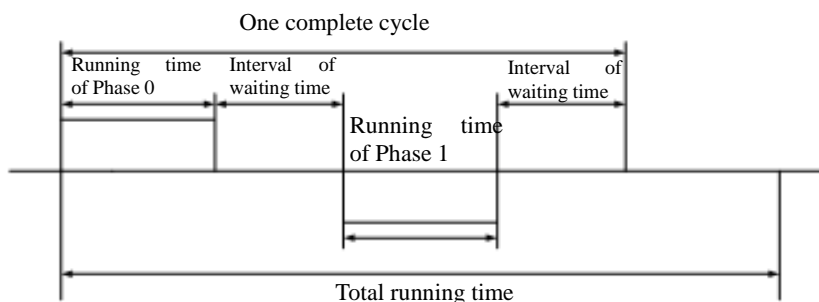 One complete cycle
Running time
of Phase 0
Interval of
waiting time
Interval of
waiting time
Running time
of Phase 1
Total running time